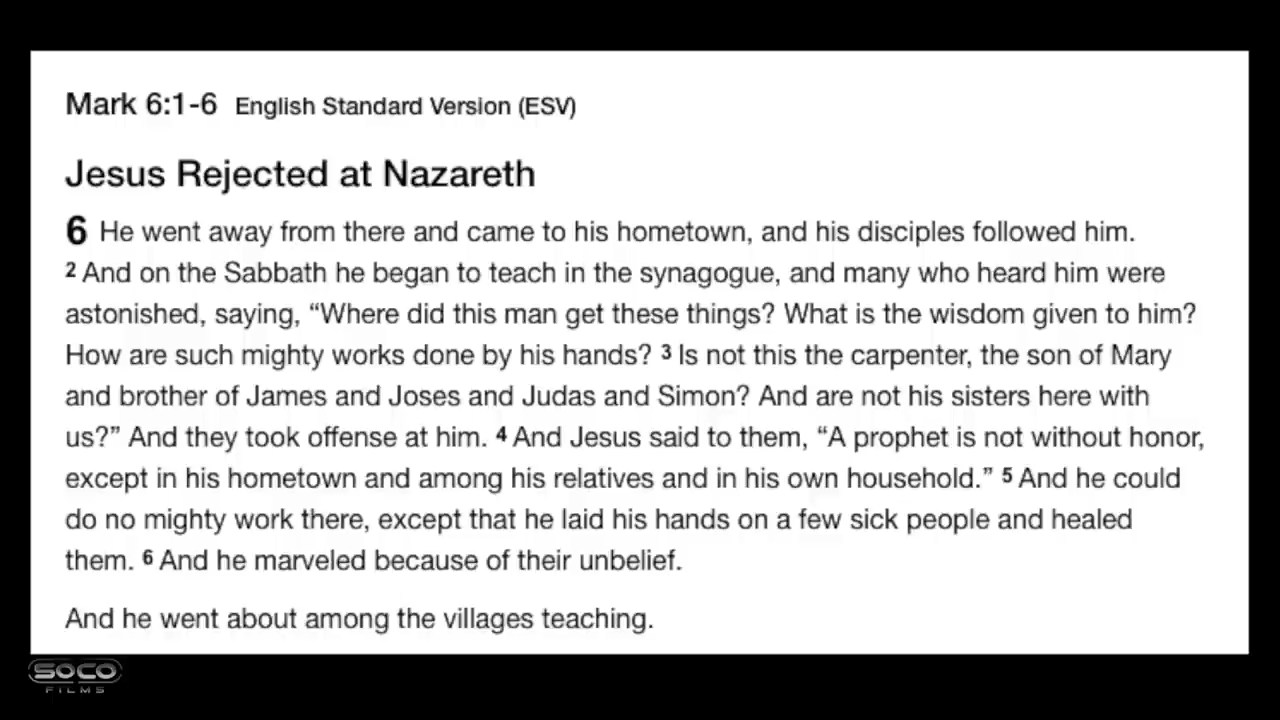 Mark 6:1-6 English Standard Version (ESV)
Jesus Rejected at Nazareth
6 He went away from there and came to his hometown, and his disciples followed him.
2 And on the Sabbath he began to teach in the synagogue, and many who heard him were
astonished, saying, “Where did this man get these things? What is the wisdom given to him?
How are such mighty works done by his hands? 3 Is not this the carpenter, the son of Mary
and brother of James and Joses and Judas and Simon? And are not his sisters here with
us?” And they took offense at him. 4 And Jesus said to them, “A prophet is not without honor,
except in his hometown and among his relatives and in his own household.” 5 And he could
do no mighty work there, except that he laid his hands on a few sick people and healed
them. 6 And he marveled because of their unbelief.
And he went about among the villages teaching.
SOCO
FILMS